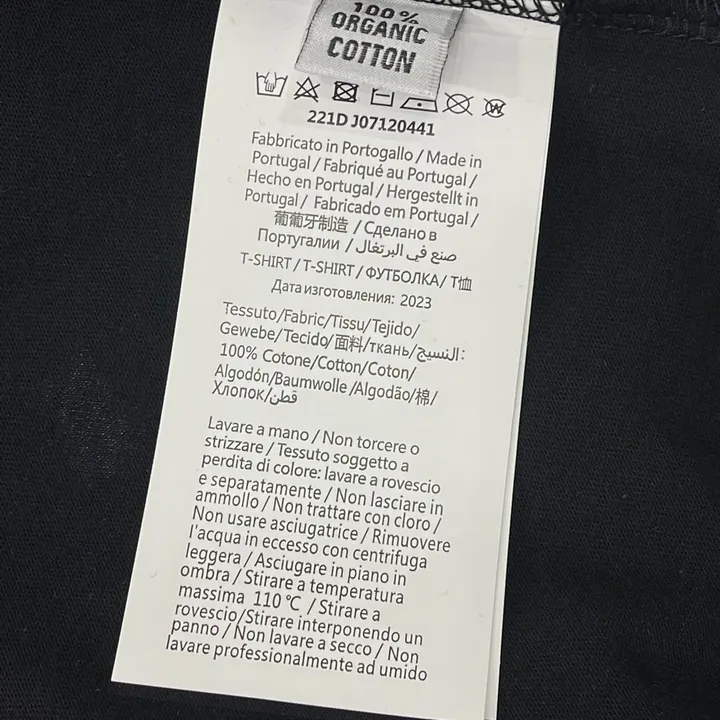 100%
ORGANIC
COTTON
221D J07120441
Fabbricato in Portogallo / Made in
Portugal / Fabriqué au Portugal /
Hecho en Portugal / Hergestellt in
Portugal / Fabricado em Portugal /
葡萄牙制造 / Сделано в
Португалии / صنع في البرتغال
T-SHIRT / T-SHIRT / ФУТБОЛКА / T恤
Дата изготовления: 2023
Tessuto/Fabric/Tissu/Tejido/
Gewebe/Tecido/面料/ткань/النسيج:
100% Cotone/Cotton/Coton/
Algodón/Baumwolle /Algodão/棉/
Хлопок/قطن
Lavare a mano / Non torcere o
strizzare / Tessuto soggetto a
perdita di colore: lavare a rovescio
e separatamente / Non lasciare in
ammollo / Non trattare con cloro /
Non usare asciugatrice / Rimuovere
l'acqua in eccesso con centrifuga
leggera / Asciugare in piano in
ombra / Stirare a temperatura
massima 110 ℃ / Stirare a
rovescio/Stirare interponendo un
panno / Non lavare a secco / Non
lavare professionalmente ad umido